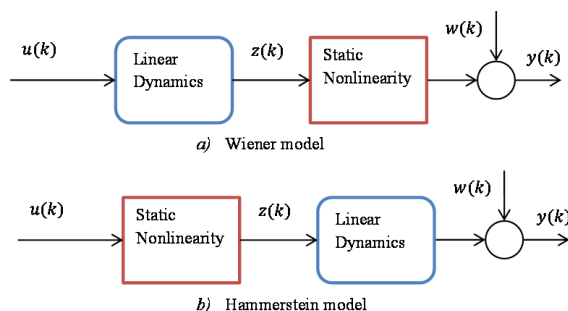 w(k)
u(k)
Linear
Dynamics
z(k)
Static
Nonlinearity
y(k)
a) Wiener model
w(k)
u(k)
Static
Nonlinearity
z(k)
Linear
Dynamics
y(k)
b) Hammerstein model